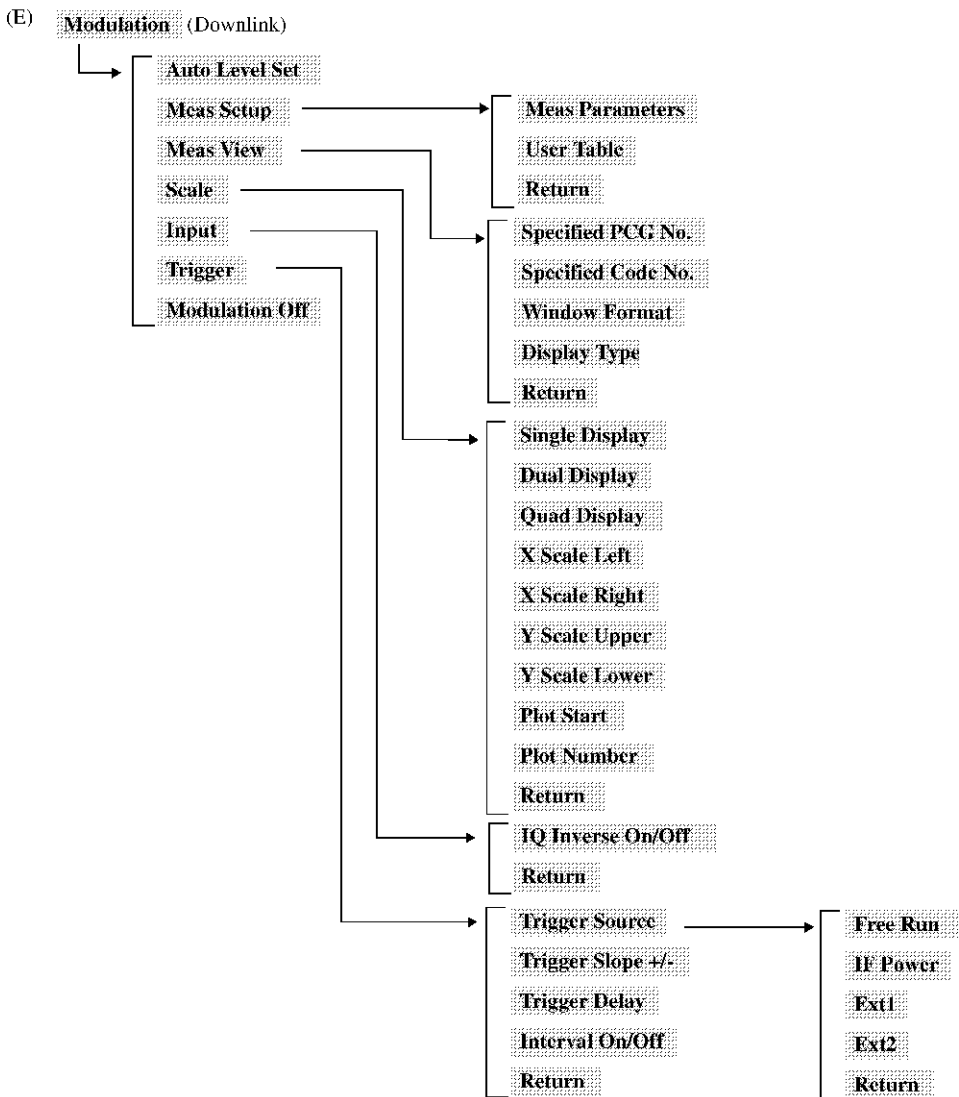 (E) Modulation (Downlink)
Auto Level Set
Meas Setup
Meas View
Scale
Input
Trigger
Modulation Off
Meas Parameters
User Table
Return
Specified PCG No.
Specified Code No.
Window Format
Display Type
Return
Single Display
Dual Display
Quad Display
X Scale Left
X Scale Right
Y Scale Upper
Y Scale Lower
Plot Start
Plot Number
Return
IQ Inverse On/Off
Return
Trigger Source
Trigger Slope +/-
Trigger Delay
Interval On/Off
Return
Free Run
IF Power
Ext1
Ext2
Return